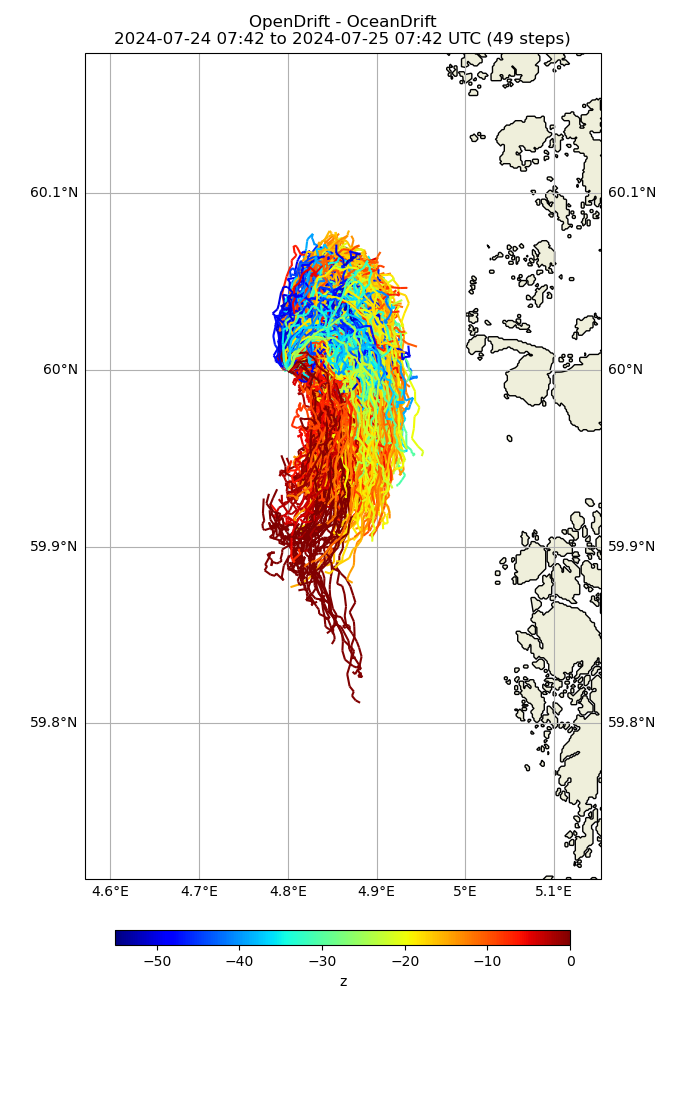 OpenDrift - OceanDrift
2024-07-24 07:42 to 2024-07-25 07:42 UTC (49 steps)
60.1°N 60.1°N
60°N 60°N
59.9°N 59.9°N
59.8°N 59.8°N
4.6°E 4.7°E 4.8°E 4.9°E 5°E 5.1°E
−50 −40 −30 −20 −10 0
z